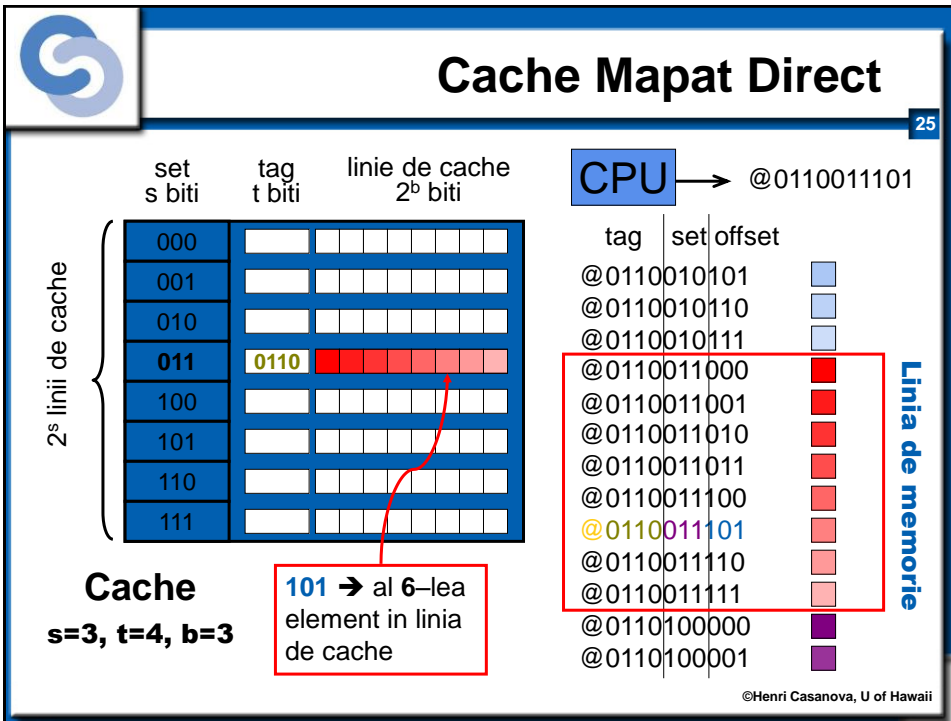 Cache Mapat Direct
25
set
s biti
tag
t biti
linie de cache
2ᵇ biti
2ˢ linii de cache
000
001
010
011 0110
100
101
110
111
Cache
s=3, t=4, b=3
101 ➔ al 6–lea
element in linia
de cache
CPU @0110011101
tag set offset
@0110010101
@0110010110
@0110010111
@0110011000
@0110011001
@0110011010
@0110011011
@0110011100
@0110011101
@0110011110
@0110011111
@0110100000
@0110100001
Linia de memorie
©Henri Casanova, U of Hawaii